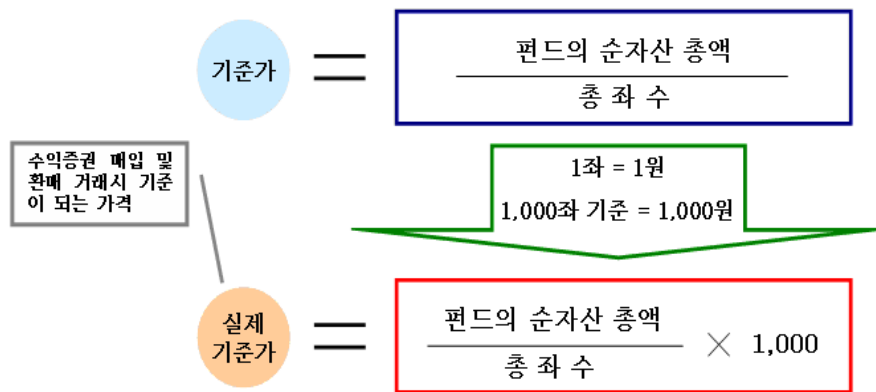 기준가
=
펀드의 순자산 총액
총 좌 수
수익증권 매입 및
환매 거래시 기준
이 되는 가격
1좌 = 1원
1,000좌 기준 = 1,000원
실제
기준가
=
펀드의 순자산 총액
총 좌 수
× 1,000